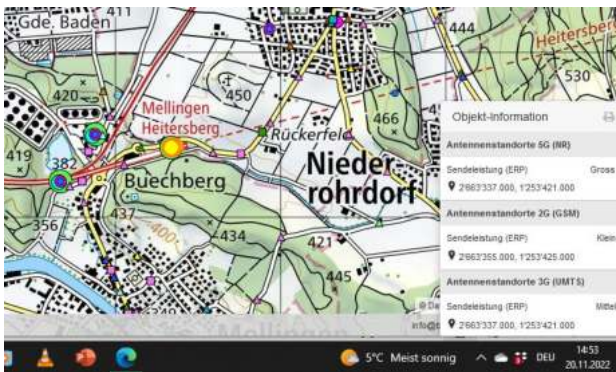 411
Gde. Baden
444
Heitersberg
530
420
450
Mellingen
Heitersberg
466
Rückerfeld
419
382
Nieder
rohrdorf
Buechberg
437
356
400
434
421
445
Mellingen
Objekt-Information
Antennenstandorte 5G (NR)
Sendeleistung (ERP) Gross
2'663'337.000, 1'253'421.000
Antennenstandorte 2G (GSM)
Sendeleistung (ERP) Klein
2'663'355.000, 1'253'425.000
Antennenstandorte 3G (UMTS)
Sendeleistung (ERP) Mittel
2'663'337.000, 1'253'421.000
5°C Meist sonnig
DEU
14:53
20.11.2022